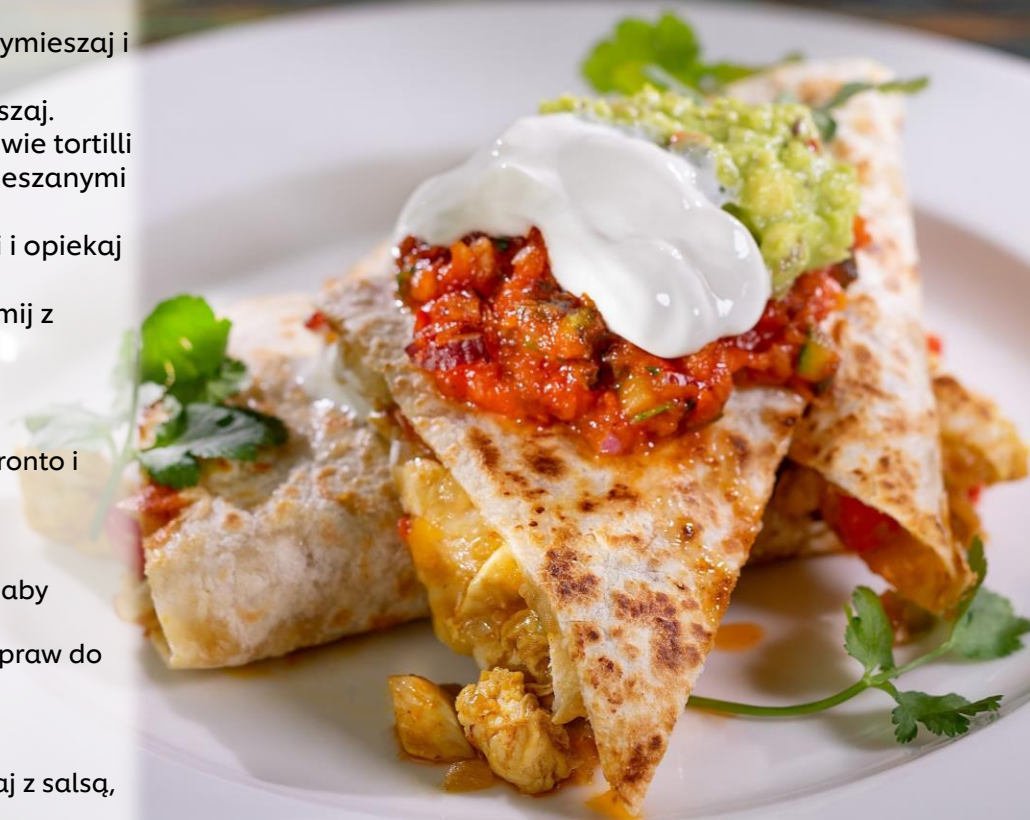 ymieszaj i
szaj.
wie tortilli
eszanymi
i i opiekaj
mij z
ronto i
aby
praw do
aj z salsą,